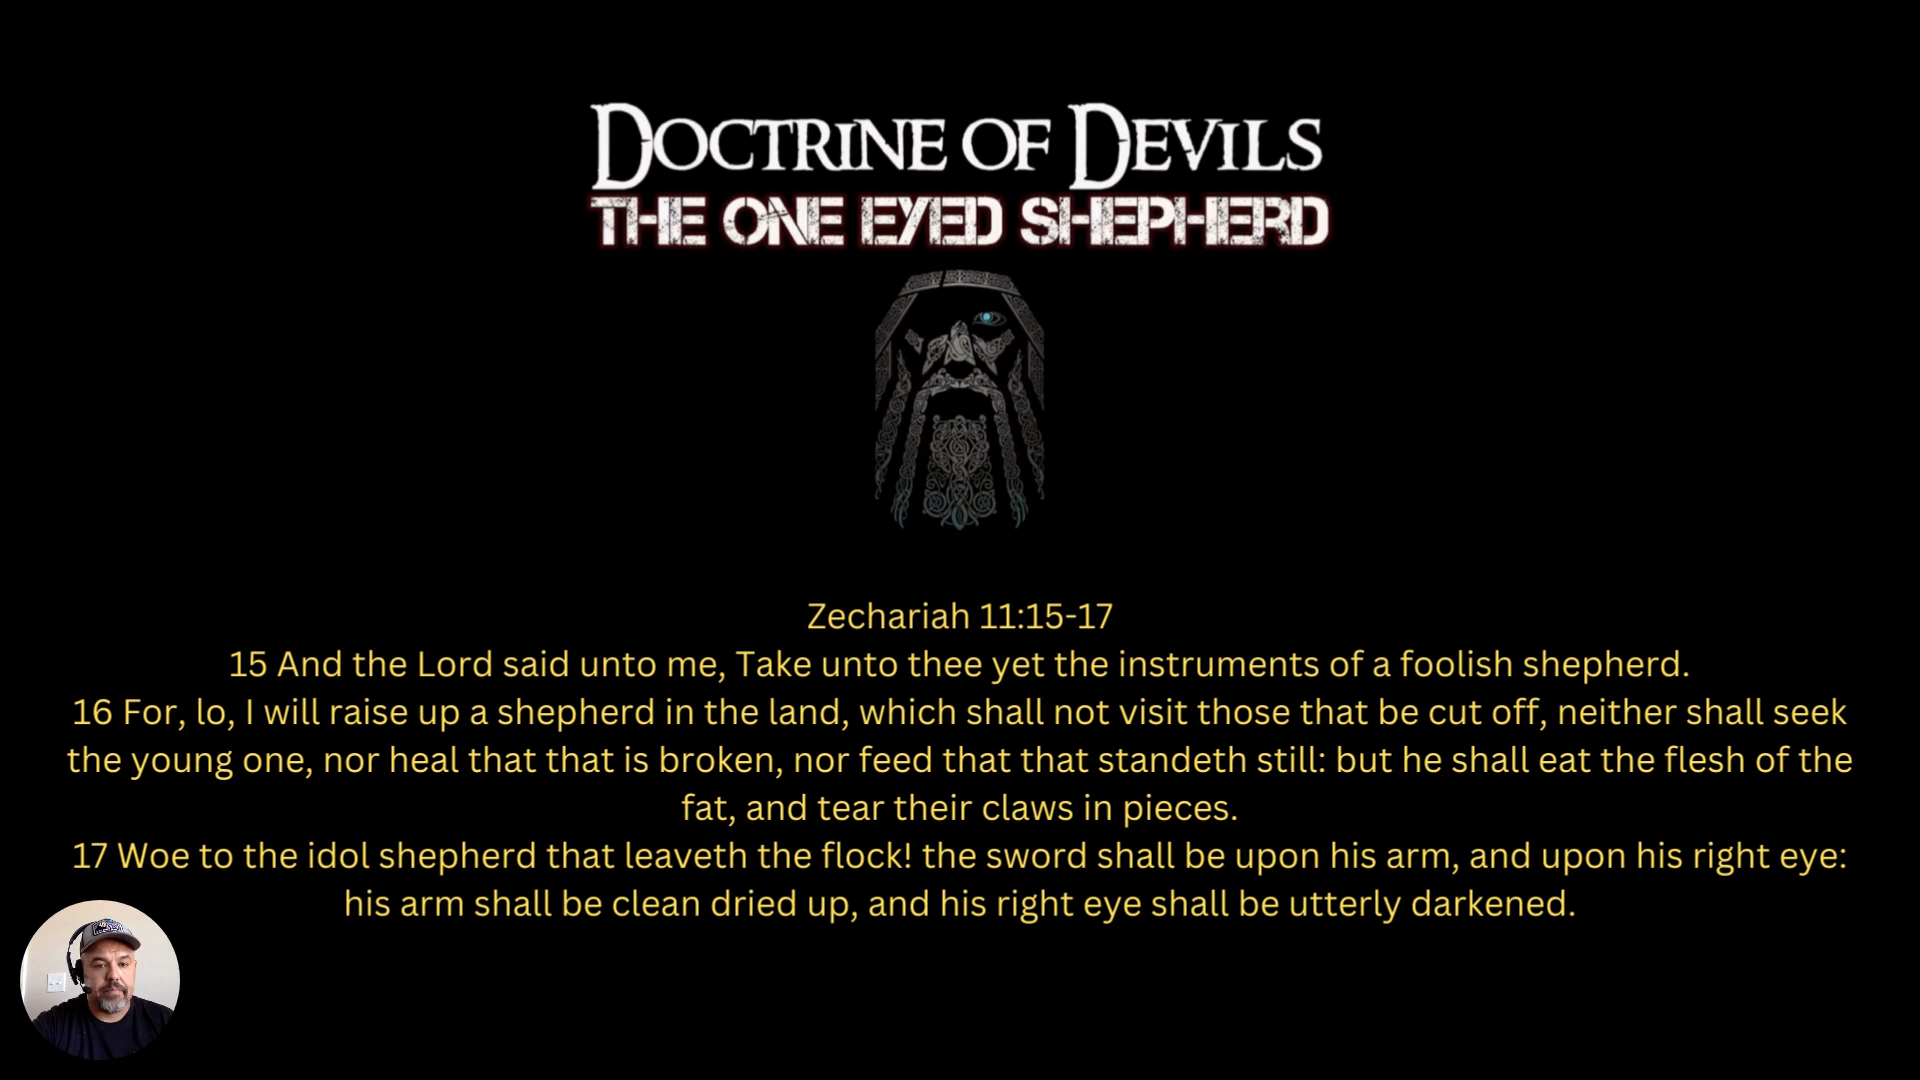 DOCTRINE OF DEVILS
THE ONE EYED SHEPHERD
Zechariah 11:15-17
15 And the Lord said unto me, Take unto thee yet the instruments of a foolish shepherd.
16 For, lo, I will raise up a shepherd in the land, which shall not visit those that be cut off, neither shall seek
the young one, nor heal that that is broken, nor feed that that standeth still: but he shall eat the flesh of the
fat, and tear their claws in pieces.
17 Woe to the idol shepherd that leaveth the flock! the sword shall be upon his arm, and upon his right eye:
his arm shall be clean dried up, and his right eye shall be utterly darkened.